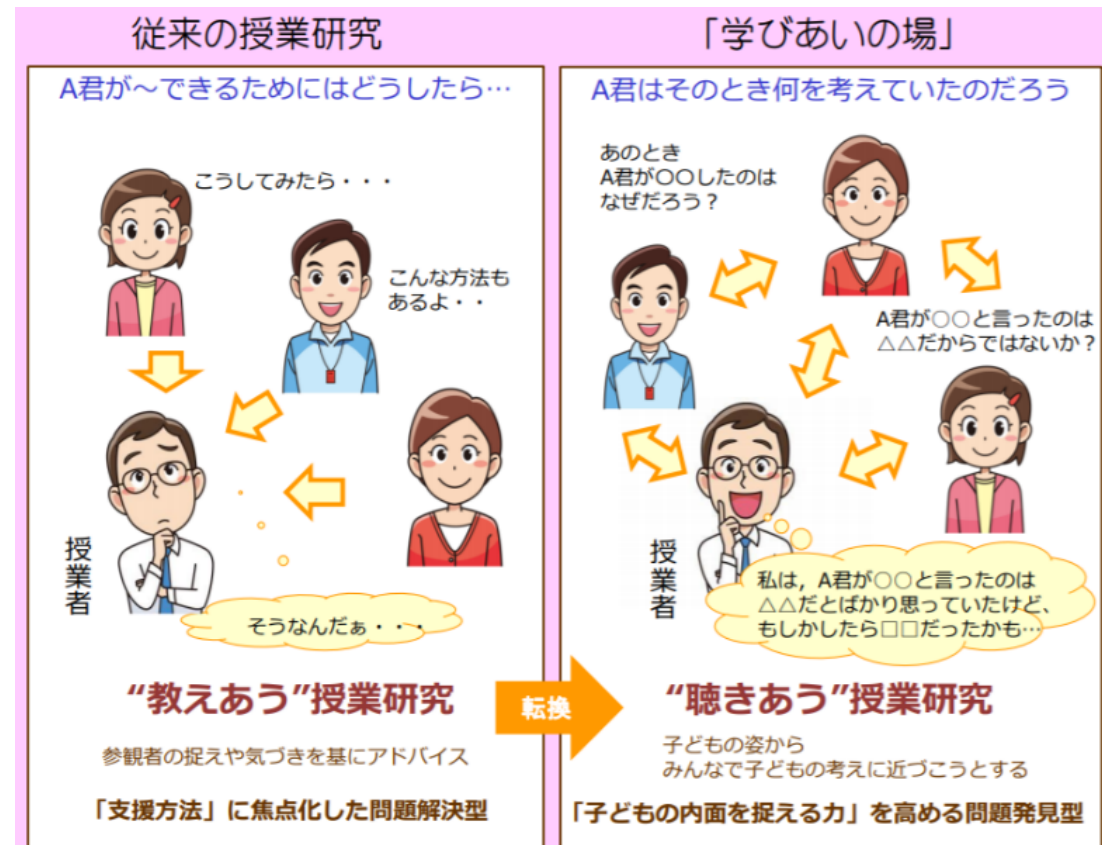 従来の授業研究
A君が～できるためにはどうしたら…
こうしてみたら・・・
こんな方法も
あるよ・・
授業者
そうなんだぁ・・・
“教えあう”授業研究
参観者の捉えや気づきを基にアドバイス
「支援方法」に焦点化した問題解決型
転換
「学びあいの場」
A君はそのとき何を考えていたのだろう
あのとき
A君が〇〇したのは
なぜだろう？
A君が○○と言ったのは
△△だからではないか？
授業者
私は，A君が○○と言ったのは
△△だとばかり思っていたけど、
もしかしたら□□だったかも…
“聴きあう”授業研究
子どもの姿から
みんなで子どもの考えに近づこうとする
「子どもの内面を捉える力」を高める問題発見型